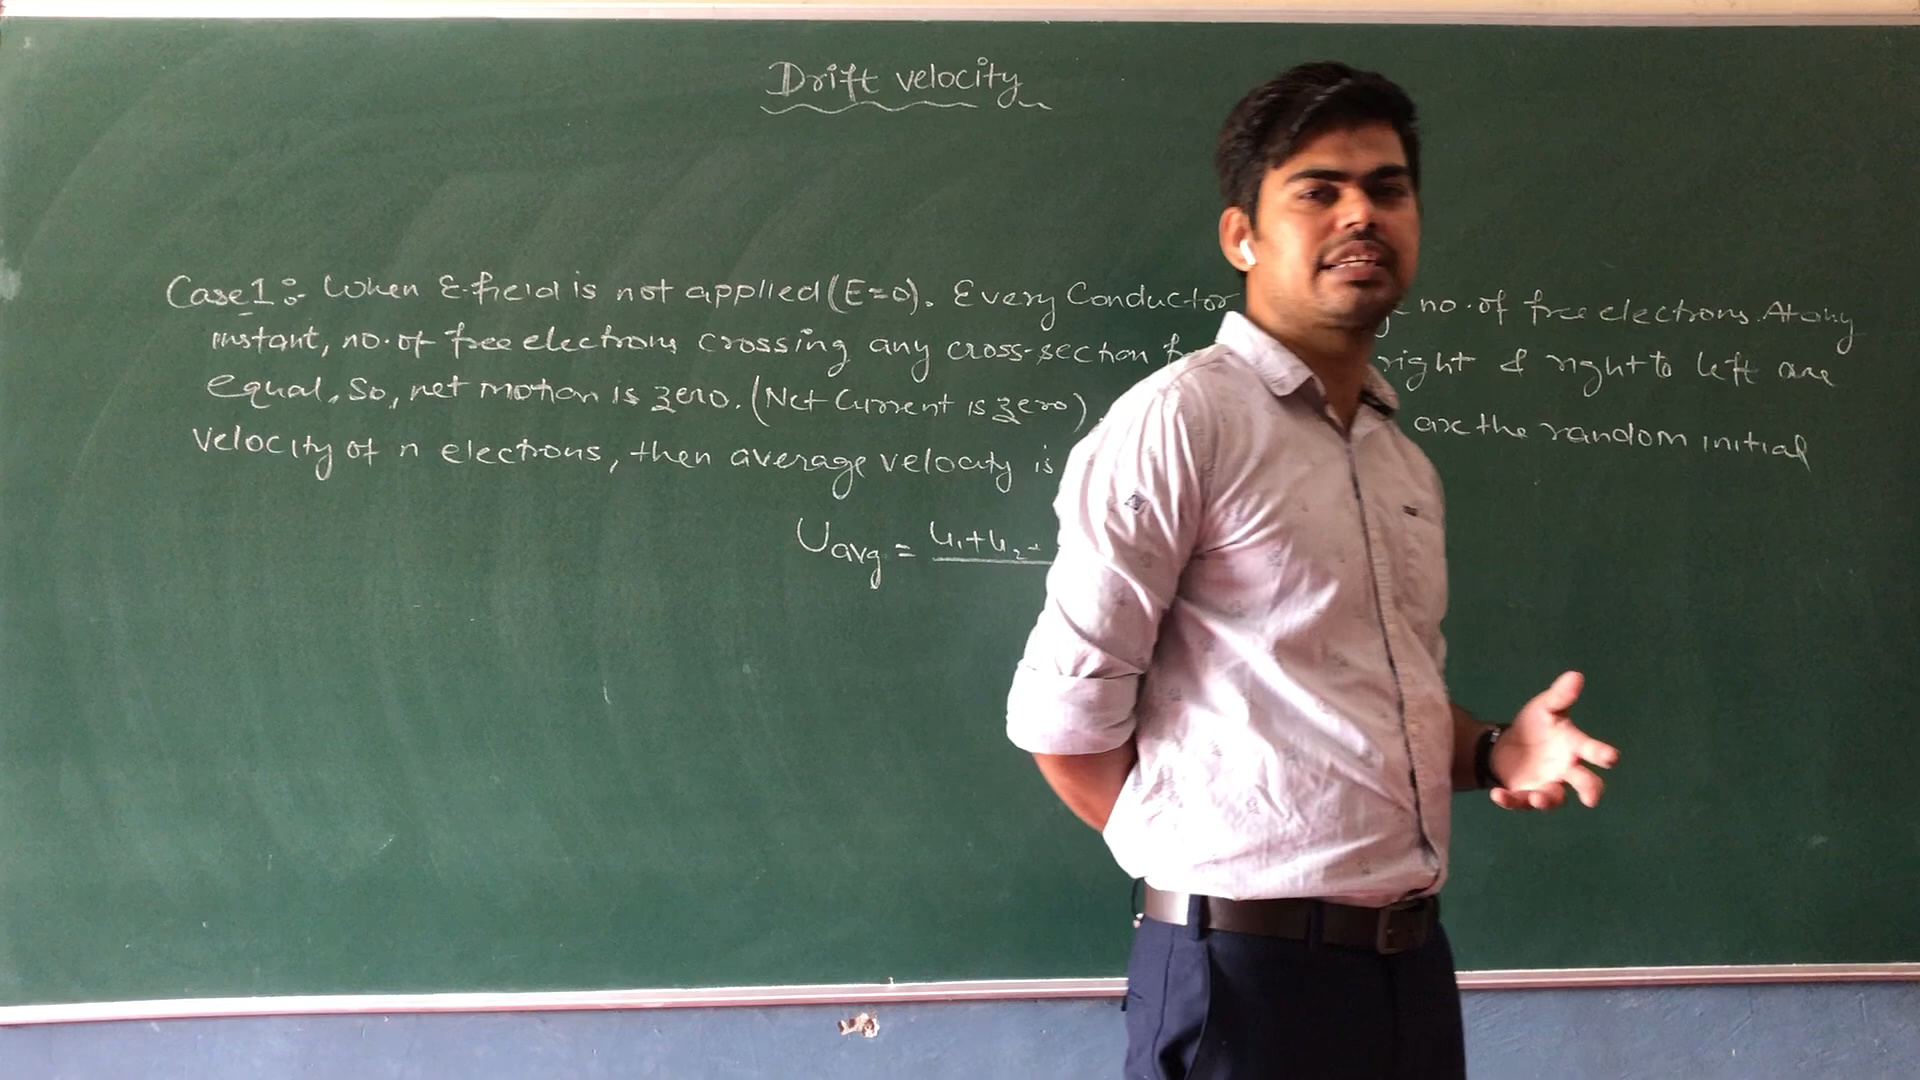 Drift velocity
Case1:- When E-field is not applied (E=0). Every Conductor no. of free electrons. At any
instant, no. of free electrons crossing any cross-section right & right to left are
equal. So, net motion is zero. (Net Current is zero). are the random initial
velocity of n electrons, then average velocity is
Uavg = u₁+u₂+